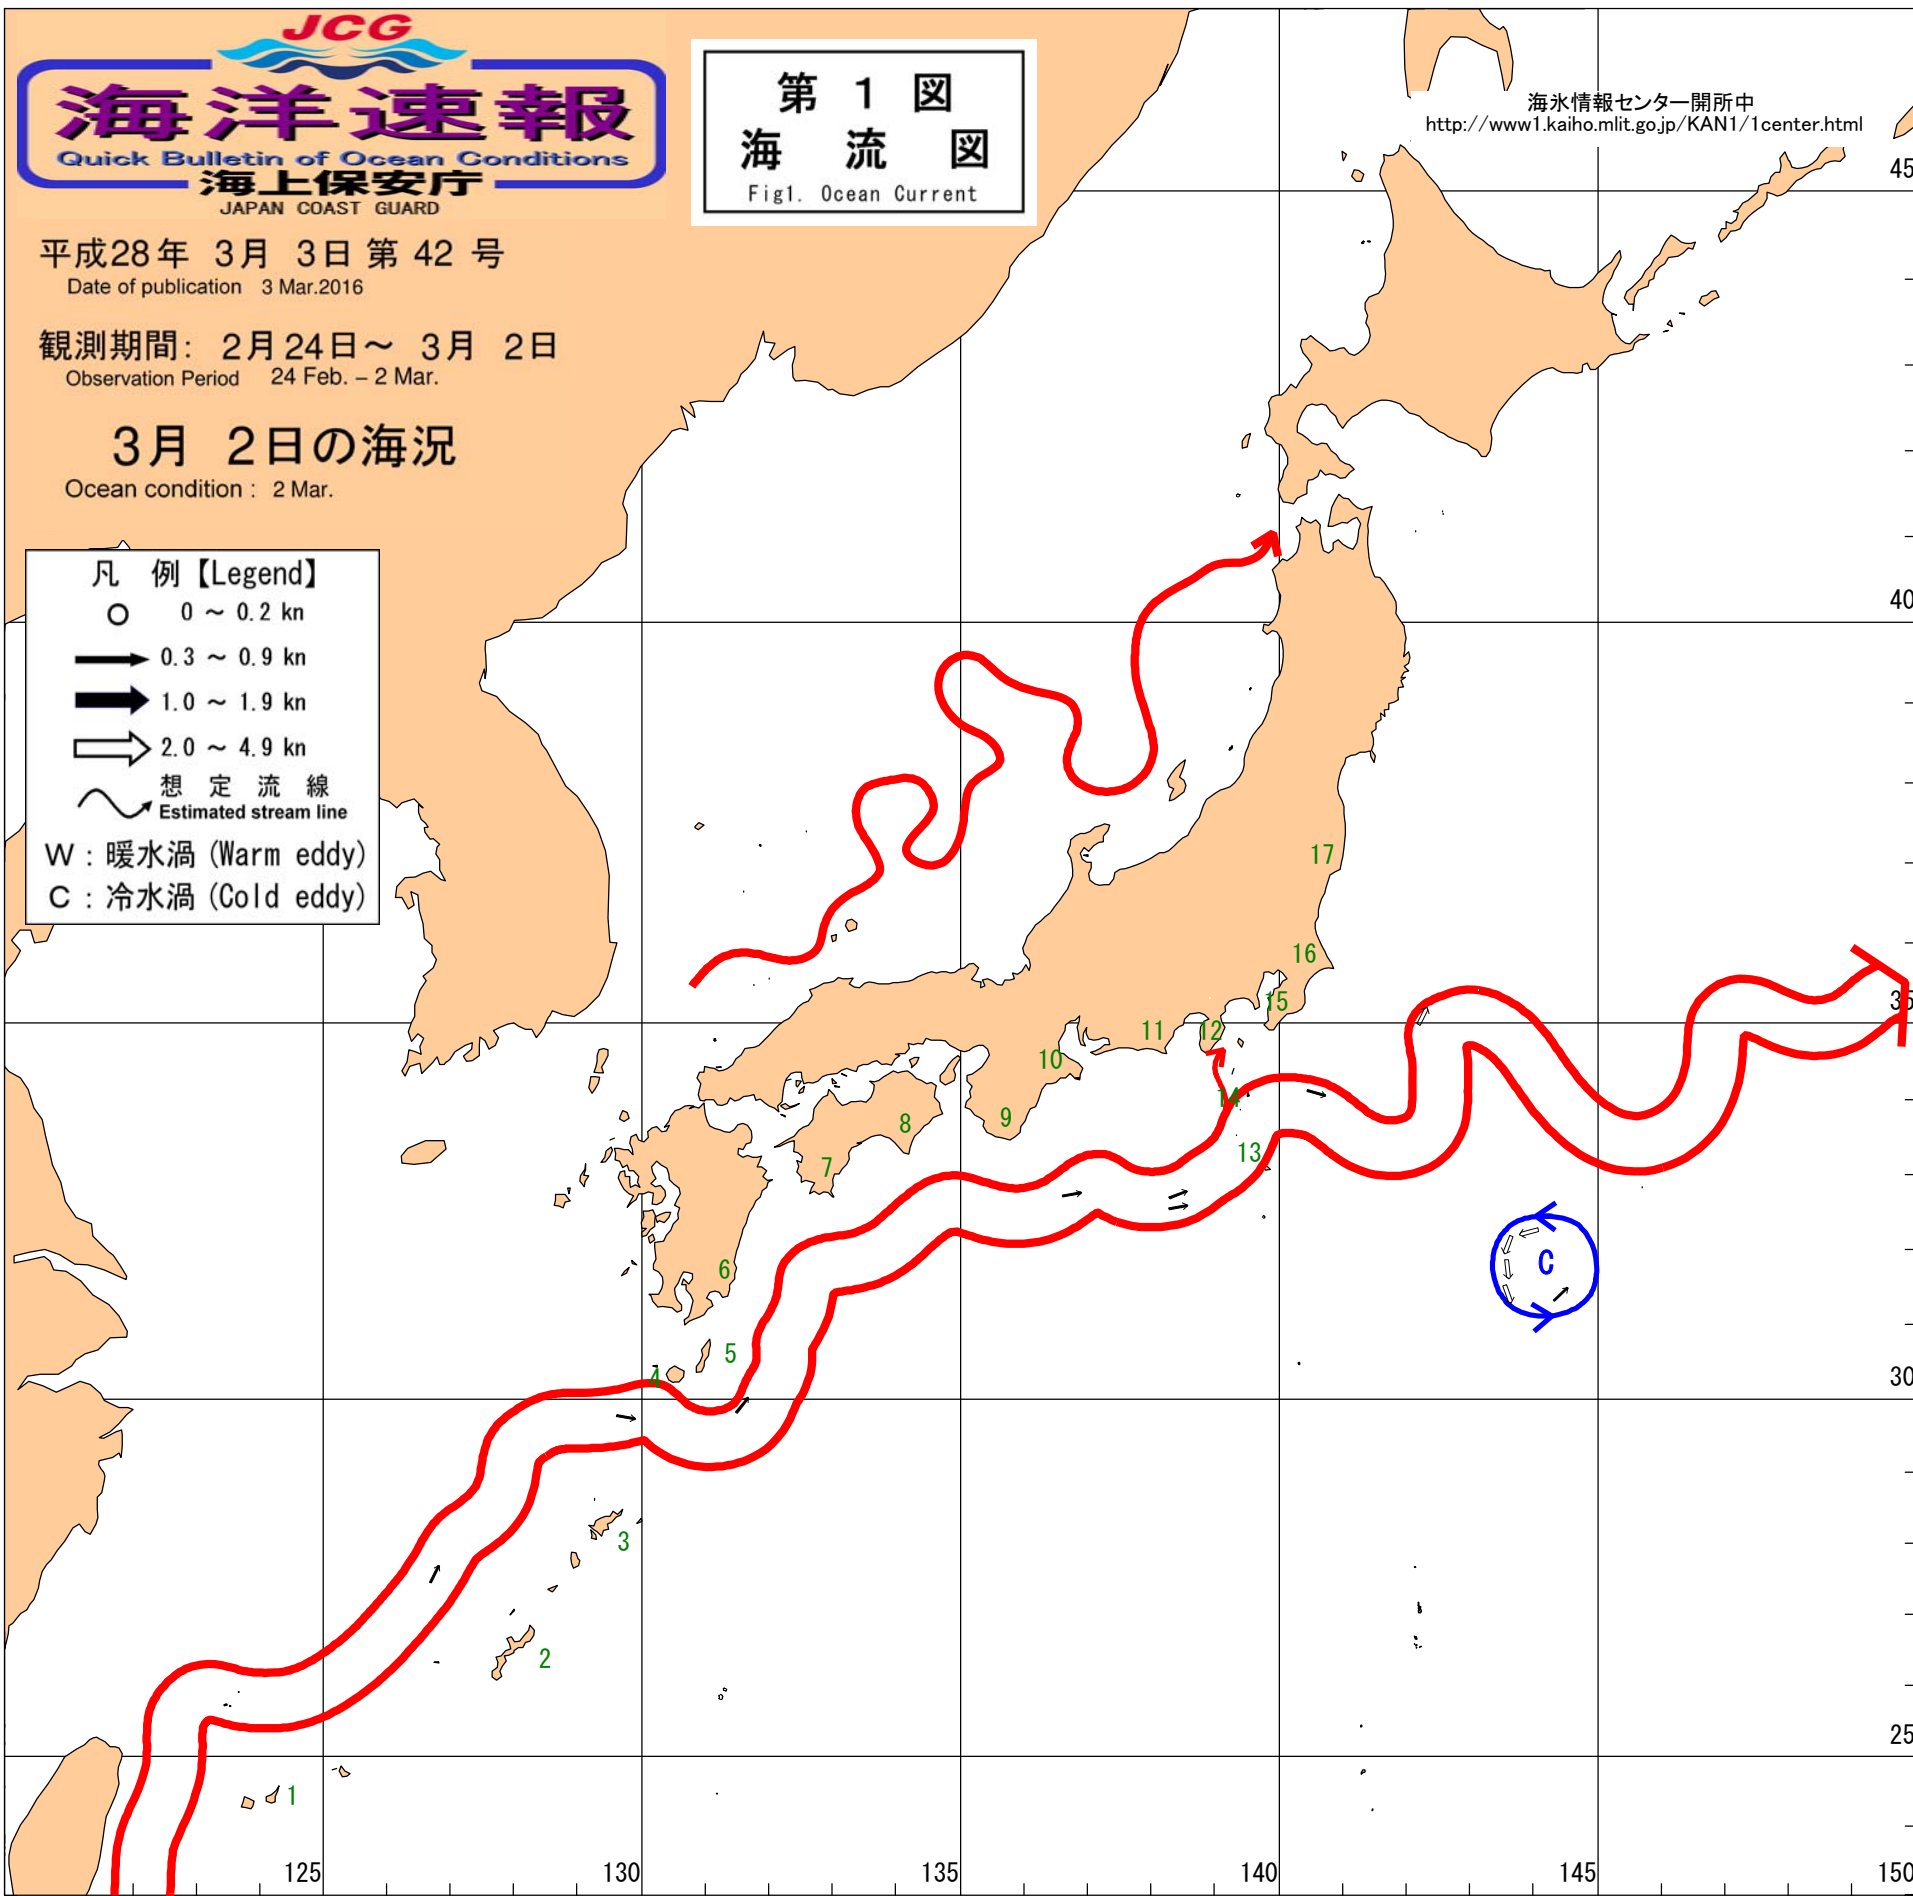 JCG
海洋速報
Quick Bulletin of Ocean Conditions
海上保安庁
JAPAN COAST GUARD
第 1 図
海 流 図
Fig1. Ocean Current
海氷情報センター開所中
http://www1.kaiho.mlit.go.jp/KAN1/1center.html
平成28年 3月 3日 第 42 号
Date of publication 3 Mar.2016
観測期間: 2月24日~ 3月 2日
Observation Period 24 Feb. – 2 Mar.
3月 2日の海況
Ocean condition : 2 Mar.
凡 例【Legend】
0 ~ 0.2 kn
0.3 ~ 0.9 kn
1.0 ~ 1.9 kn
2.0 ~ 4.9 kn
想 定 流 線
Estimated stream line
W : 暖水渦 (Warm eddy)
C : 冷水渦 (Cold eddy)
45
40
17
16
35
15
12
11
10
14
9
8
13
7
C
6
5
4
30
3
2
25
1
125
130
135
140
145
150